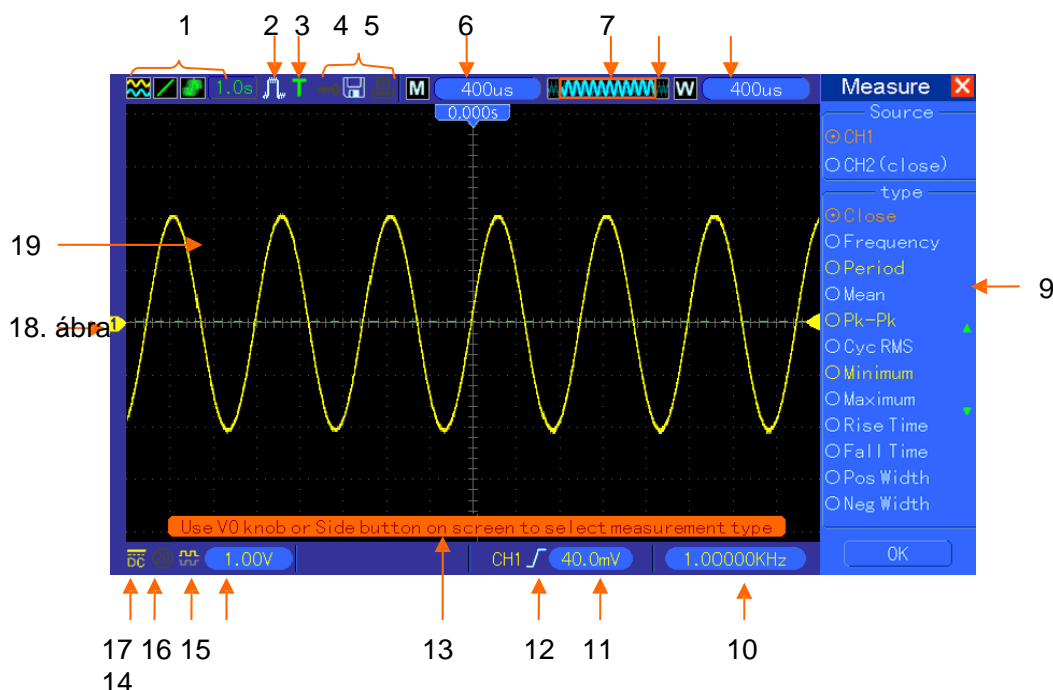 1 2 3 4 5 6 7
1.0s T M 400us W 400us
0.000s
Measure
Source
CH1
CH2(close)
type
Close
Frequency
Period
Mean
Pk-Pk
Cyc RMS
Minimum
Maximum
Rise Time
Fall Time
Pos Width
Neg Width
OK
19
9
18. ábra
1
Use V0 knob or Side button on screen to select measurement type
DC 1.00V CH1 40.0mV 1.00000KHz
17 16 15 13 12 11 10
14